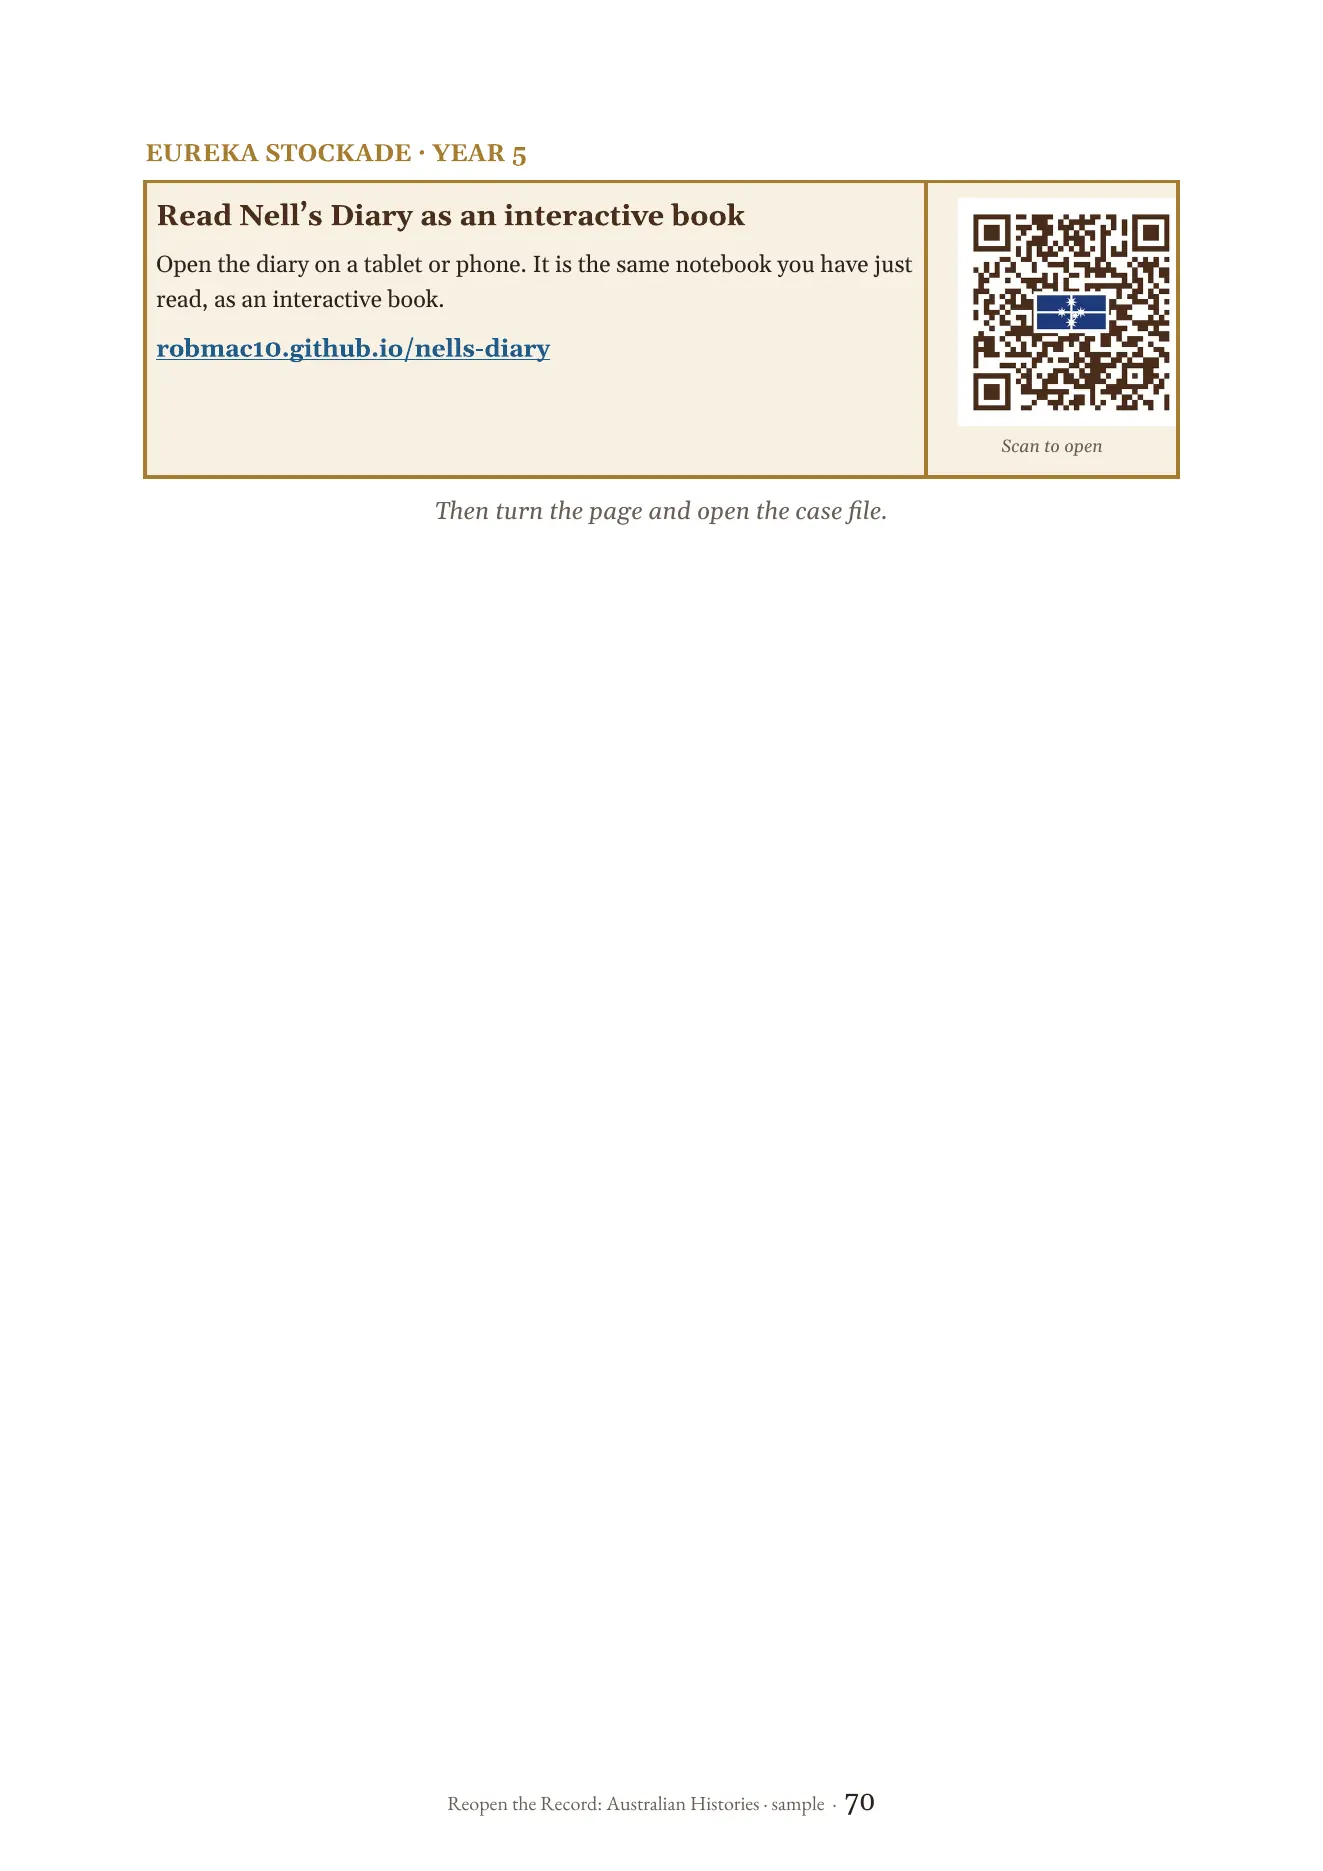 EUREKA STOCKADE · YEAR 5
Read Nell’s Diary as an interactive book
Open the diary on a tablet or phone. It is the same notebook you have just
read, as an interactive book.
robmac10.github.io/nells-diary
Scan to open
Then turn the page and open the case file.
Reopen the Record: Australian Histories · sample · 70